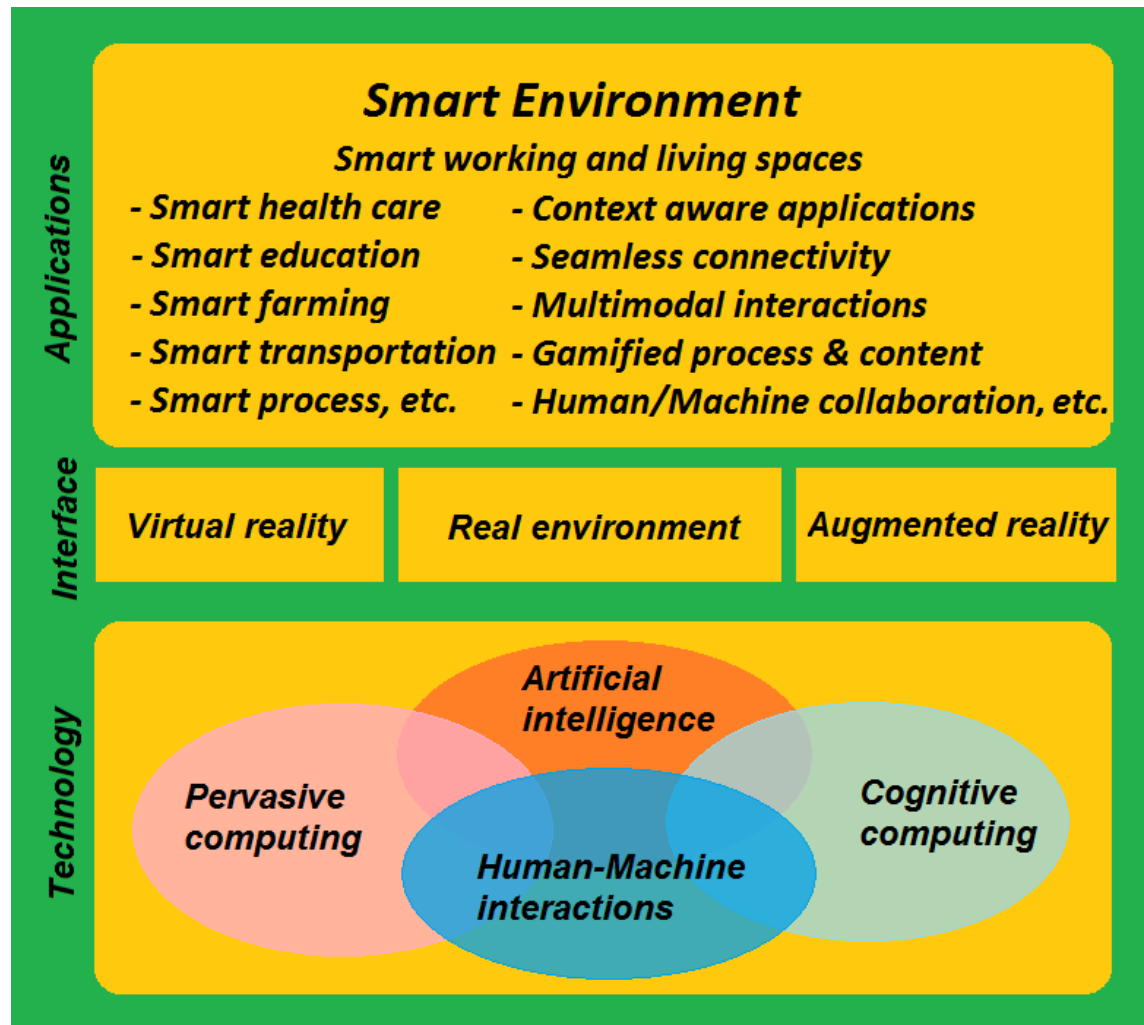 Applications
Smart Environment
Smart working and living spaces
- Smart health care
- Smart education
- Smart farming
- Smart transportation
- Smart process, etc.
- Context aware applications
- Seamless connectivity
- Multimodal interactions
- Gamified process & content
- Human/Machine collaboration, etc.
Interface
Virtual reality
Real environment
Augmented reality
Technology
Artificial
intelligence
Pervasive
computing
Cognitive
computing
Human-Machine
interactions